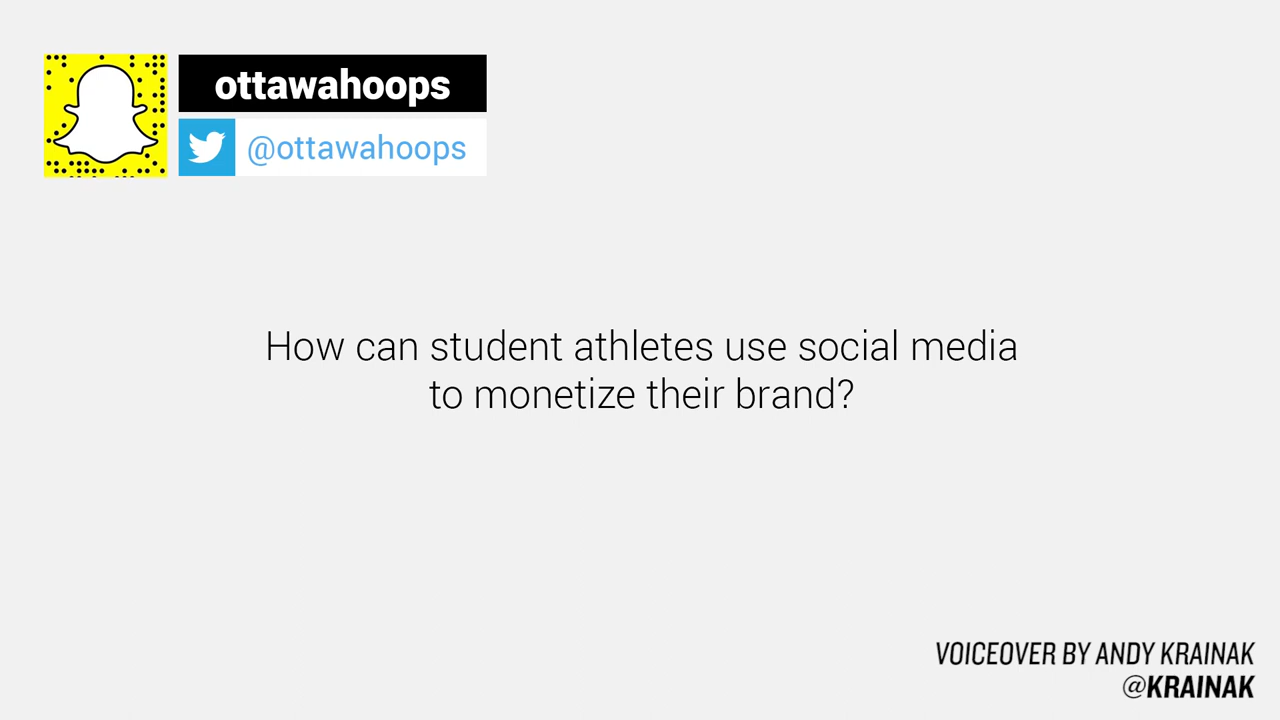 ottawahoops
@ottawahoops
How can student athletes use social media
to monetize their brand?
VOICEOVER BY ANDY KRAINAK
@KRAINAK